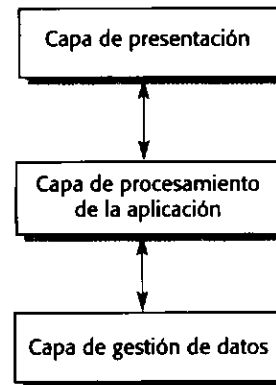 Capa de presentación
Capa de procesamiento
de la aplicación
Capa de gestión de datos